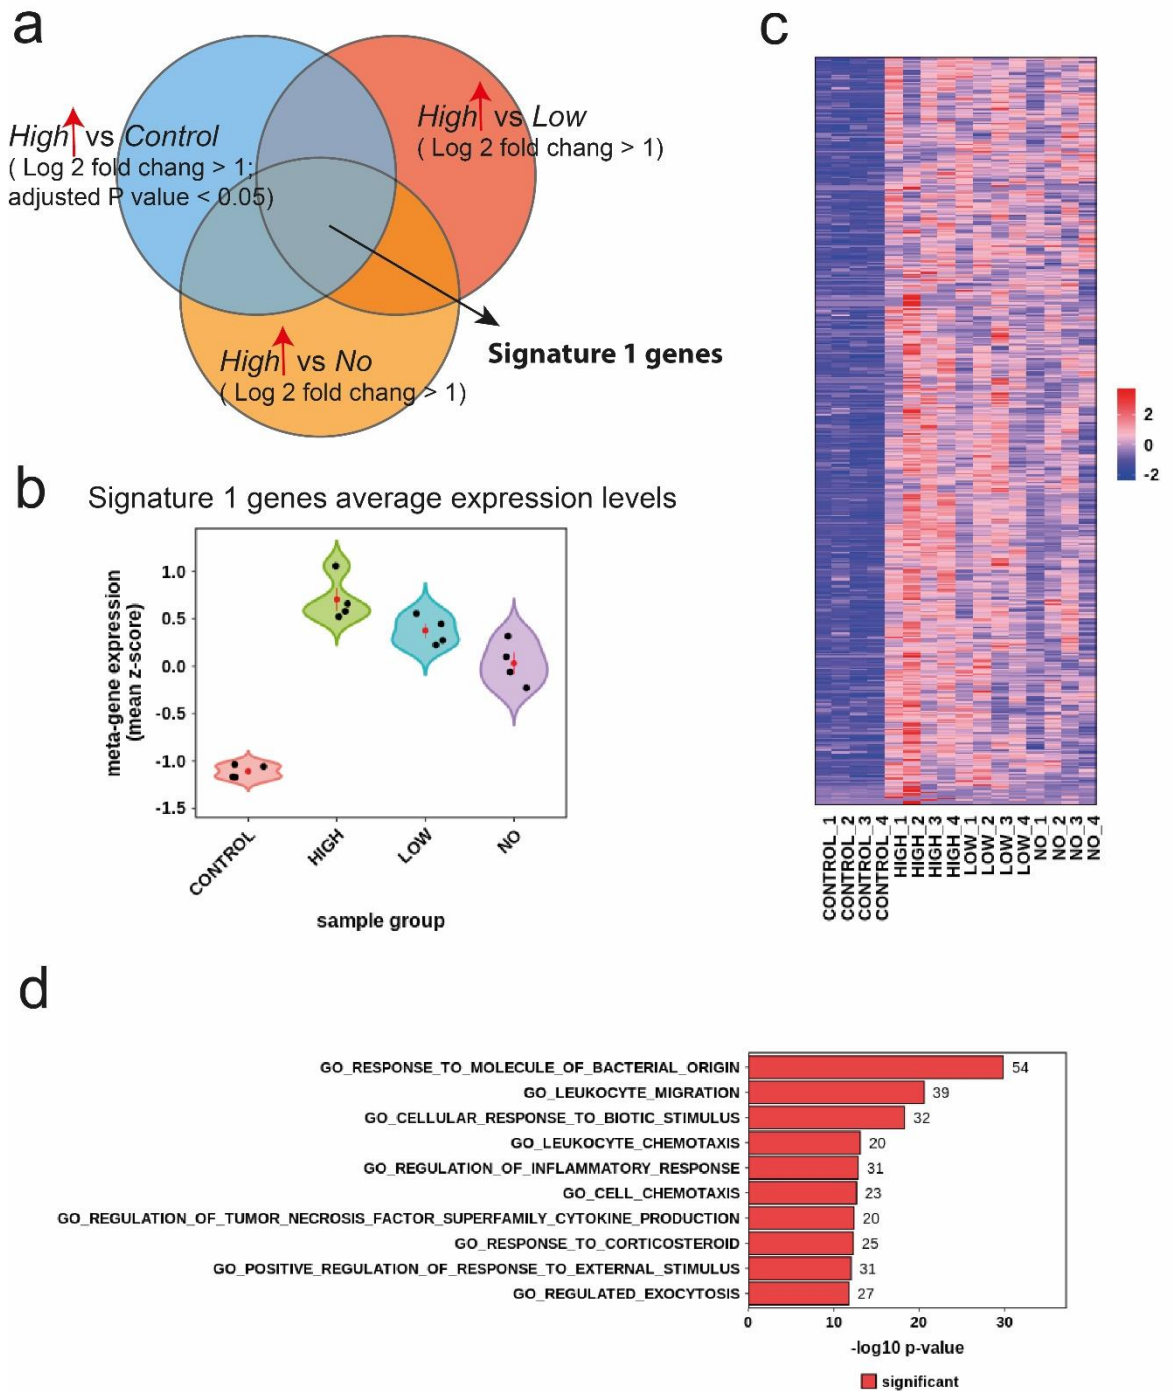 a
High vs Control
( Log 2 fold chang > 1;
adjusted P value < 0.05)
High vs Low
( Log 2 fold chang > 1)
High vs No
( Log 2 fold chang > 1)
Signature 1 genes
b
Signature 1 genes average expression levels
meta-gene expression
(mean z-score)
1.0
0.5
0.0
-0.5
-1.0
-1.5
CONTROL
HIGH
LOW
NO
sample group
c
2
0
-2
CONTROL_1
CONTROL_2
CONTROL_3
CONTROL_4
HIGH_1
HIGH_2
HIGH_3
HIGH_4
LOW_1
LOW_2
LOW_3
LOW_4
NO_1
NO_2
NO_3
NO_4
d
GO_RESPONSE_TO_MOLECULE_OF_BACTERIAL_ORIGIN 54
GO_LEUKOCYTE_MIGRATION 39
GO_CELLULAR_RESPONSE_TO_BIOTIC_STIMULUS 32
GO_LEUKOCYTE_CHEMOTAXIS 20
GO_REGULATION_OF_INFLAMMATORY_RESPONSE 31
GO_CELL_CHEMOTAXIS 23
GO_REGULATION_OF_TUMOR_NECROSIS_FACTOR_SUPERFAMILY_CYTOKINE_PRODUCTION 20
GO_RESPONSE_TO_CORTICOSTEROID 25
GO_POSITIVE_REGULATION_OF_RESPONSE_TO_EXTERNAL_STIMULUS 31
GO_REGULATED_EXOCYTOSIS 27
0 10 20 30
-log10 p-value
significant